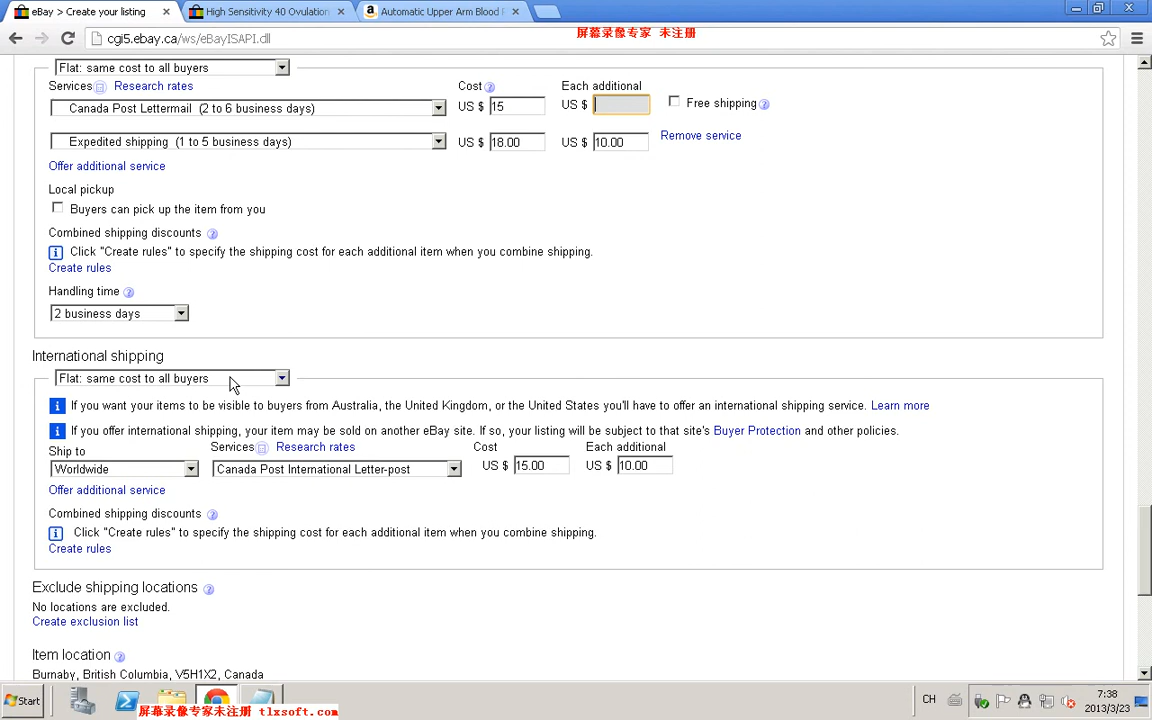 eBay > Create your listing
High Sensitivity 40 Ovulation
Automatic Upper Arm Blood P
屏幕录像专家 未注册
cgi5.ebay.ca/ws/eBayISAPI.dll
Flat: same cost to all buyers
Services Research rates Cost Each additional
Canada Post Lettermail (2 to 6 business days) US $ 15 US $ Free shipping
Expedited shipping (1 to 5 business days) US $ 18.00 US $ 10.00 Remove service
Offer additional service
Local pickup
Buyers can pick up the item from you
Combined shipping discounts
Click "Create rules" to specify the shipping cost for each additional item when you combine shipping.
Create rules
Handling time
2 business days
International shipping
Flat: same cost to all buyers
If you want your items to be visible to buyers from Australia, the United Kingdom, or the United States you'll have to offer an international shipping service. Learn more
If you offer international shipping, your item may be sold on another eBay site. If so, your listing will be subject to that site's Buyer Protection and other policies.
Ship to Services Research rates Cost Each additional
Worldwide Canada Post International Letter-post US $ 15.00 US $ 10.00
Offer additional service
Combined shipping discounts
Click "Create rules" to specify the shipping cost for each additional item when you combine shipping.
Create rules
Exclude shipping locations
No locations are excluded.
Create exclusion list
Item location
Burnaby, British Columbia, V5H1X2, Canada
Start
CH
7:38
2013/3/23
屏幕录像专家未注册 tlxsoft.com